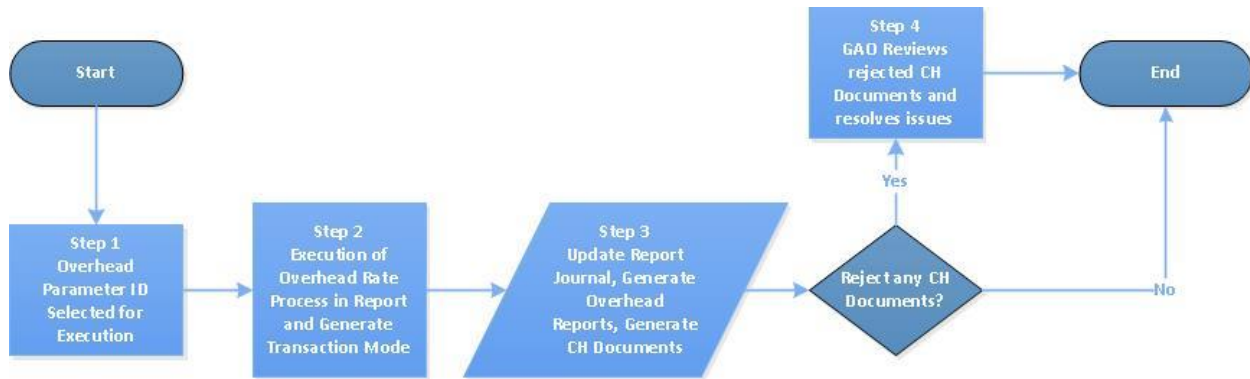 Start
Step 1
Overhead
Parameter ID
Selected for
Execution
Step 2
Execution of
Overhead Rate
Process in Report
and Generate
Transaction Mode
Step 3
Update Report
Journal, Generate
Overhead
Reports, Generate
CH Documents
Reject any CH
Documents?
Yes
No
Step 4
GAO Reviews
rejected CH
Documents and
resolves issues
End